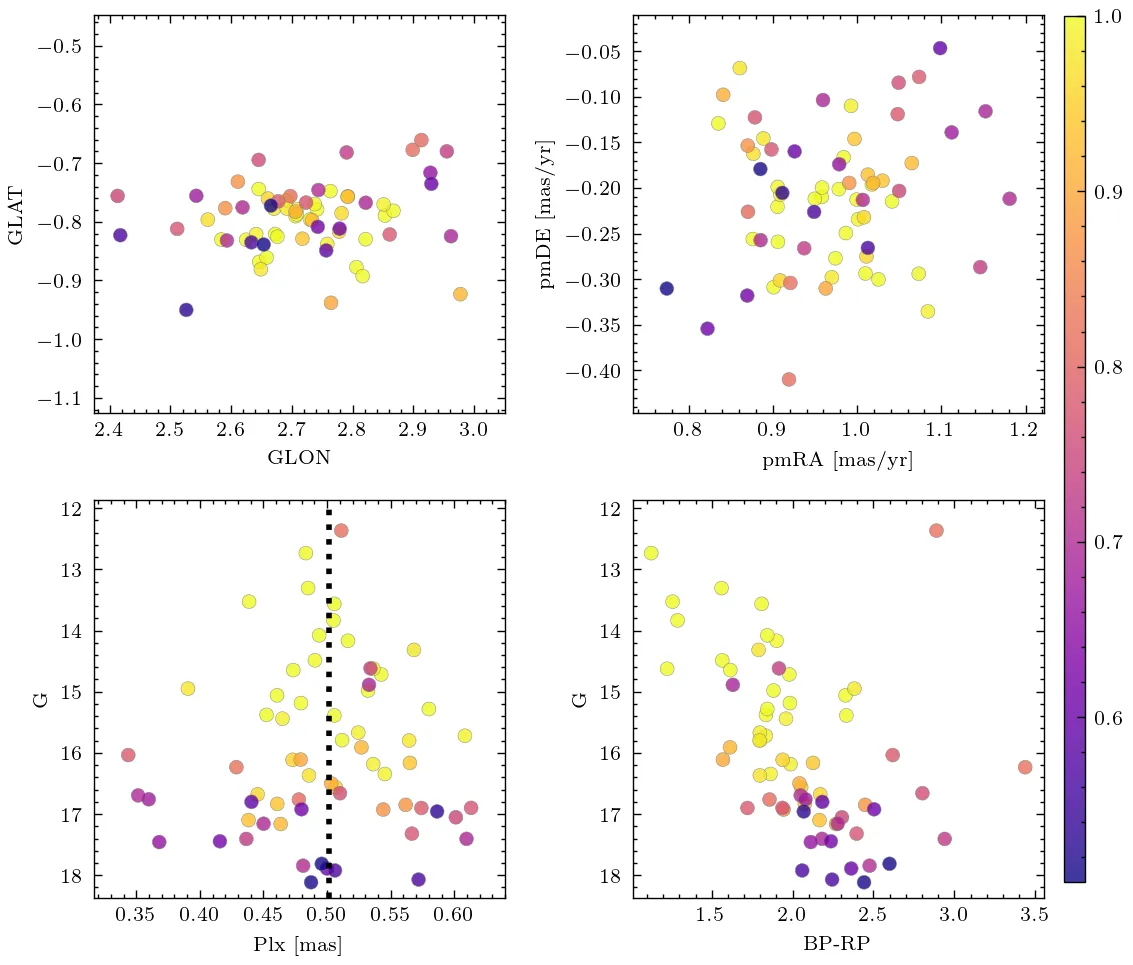 −0.5
−0.6
−0.7
−0.8
−0.9
−1.0
−1.1
GLAT
2.4 2.5 2.6 2.7 2.8 2.9 3.0
GLON
−0.05
−0.10
−0.15
−0.20
−0.25
−0.30
−0.35
−0.40
pmDE [mas/yr]
0.8 0.9 1.0 1.1 1.2
pmRA [mas/yr]
1.0
0.9
0.8
0.7
0.6
12
13
14
15
16
17
18
G
0.35 0.40 0.45 0.50 0.55 0.60
Plx [mas]
12
13
14
15
16
17
18
G
1.5 2.0 2.5 3.0 3.5
BP-RP